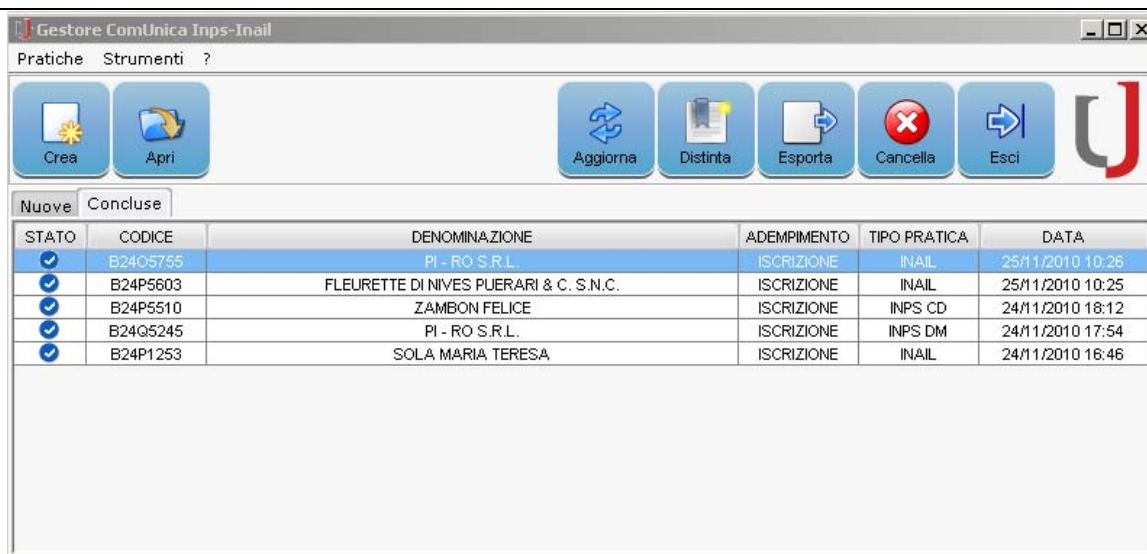 Gestore ComUnica Inps-Inail
Pratiche Strumenti ?
Crea Apri Aggiorna Distinta Esporta Cancella Esci
Nuove Concluse
STATO CODICE DENOMINAZIONE ADEMPIMENTO TIPO PRATICA DATA
B24O5755 PI - RO S.R.L. ISCRIZIONE INAIL 25/11/2010 10:26
B24P5603 FLEURETTE DI NIVES PUERARI & C. S.N.C. ISCRIZIONE INAIL 25/11/2010 10:25
B24P5510 ZAMBON FELICE ISCRIZIONE INPS CD 24/11/2010 18:12
B24Q5245 PI - RO S.R.L. ISCRIZIONE INPS DM 24/11/2010 17:54
B24P1253 SOLA MARIA TERESA ISCRIZIONE INAIL 24/11/2010 16:46